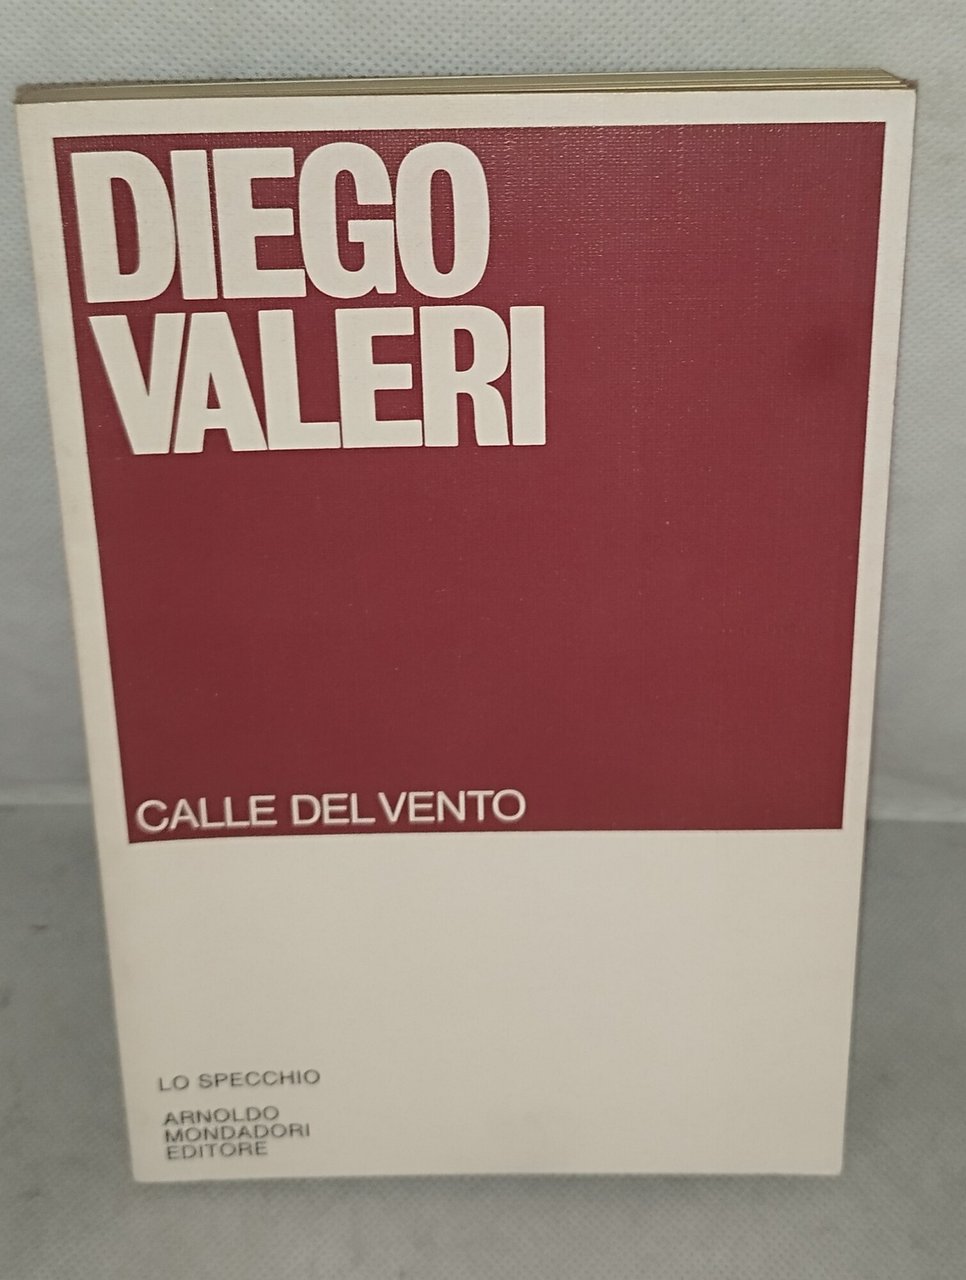 DIEGO
VALERI
CALLE DEL VENTO
LO SPECCHIO
ARNOLDO
MONDADORI
EDITORE